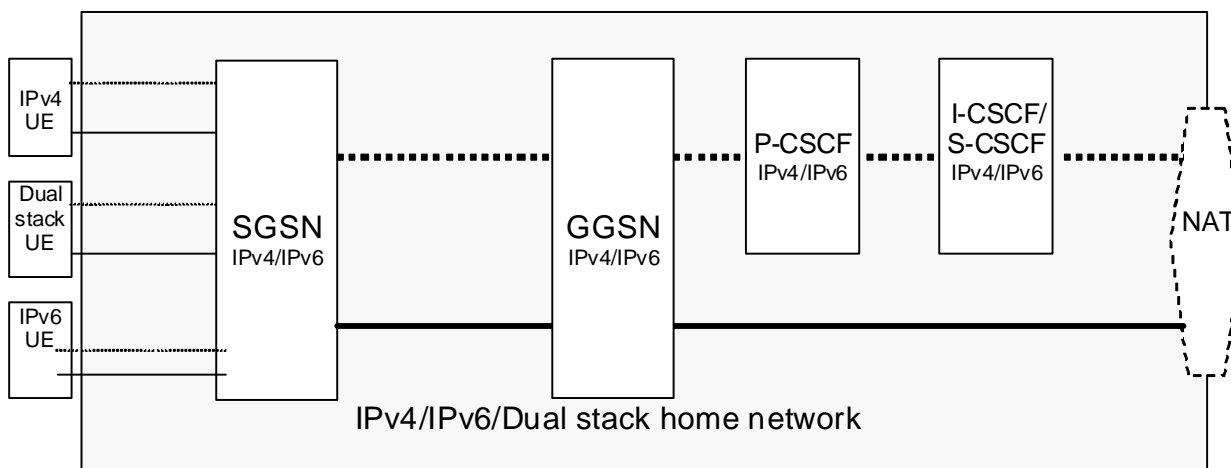 IPv4
UE
Dual
stack
UE
IPv6
UE
SGSN
IPv4/IPv6
GGSN
IPv4/IPv6
P-CSCF
IPv4/IPv6
I-CSCF/
S-CSCF
IPv4/IPv6
NAT
IPv4/IPv6/Dual stack home network